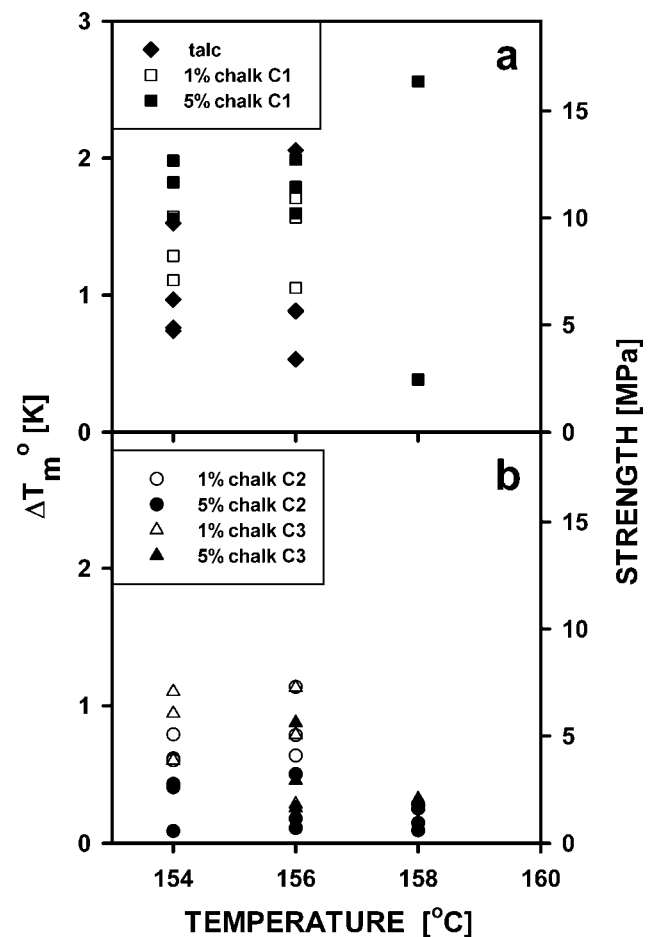 3
2
1
0
talc
1% chalk C1
5% chalk C1
a
15
10
5
0
ΔTm° [K]
STRENGTH [MPa]
1% chalk C2
5% chalk C2
1% chalk C3
5% chalk C3
b
2
1
0
15
10
5
0
154 156 158 160
TEMPERATURE [°C]